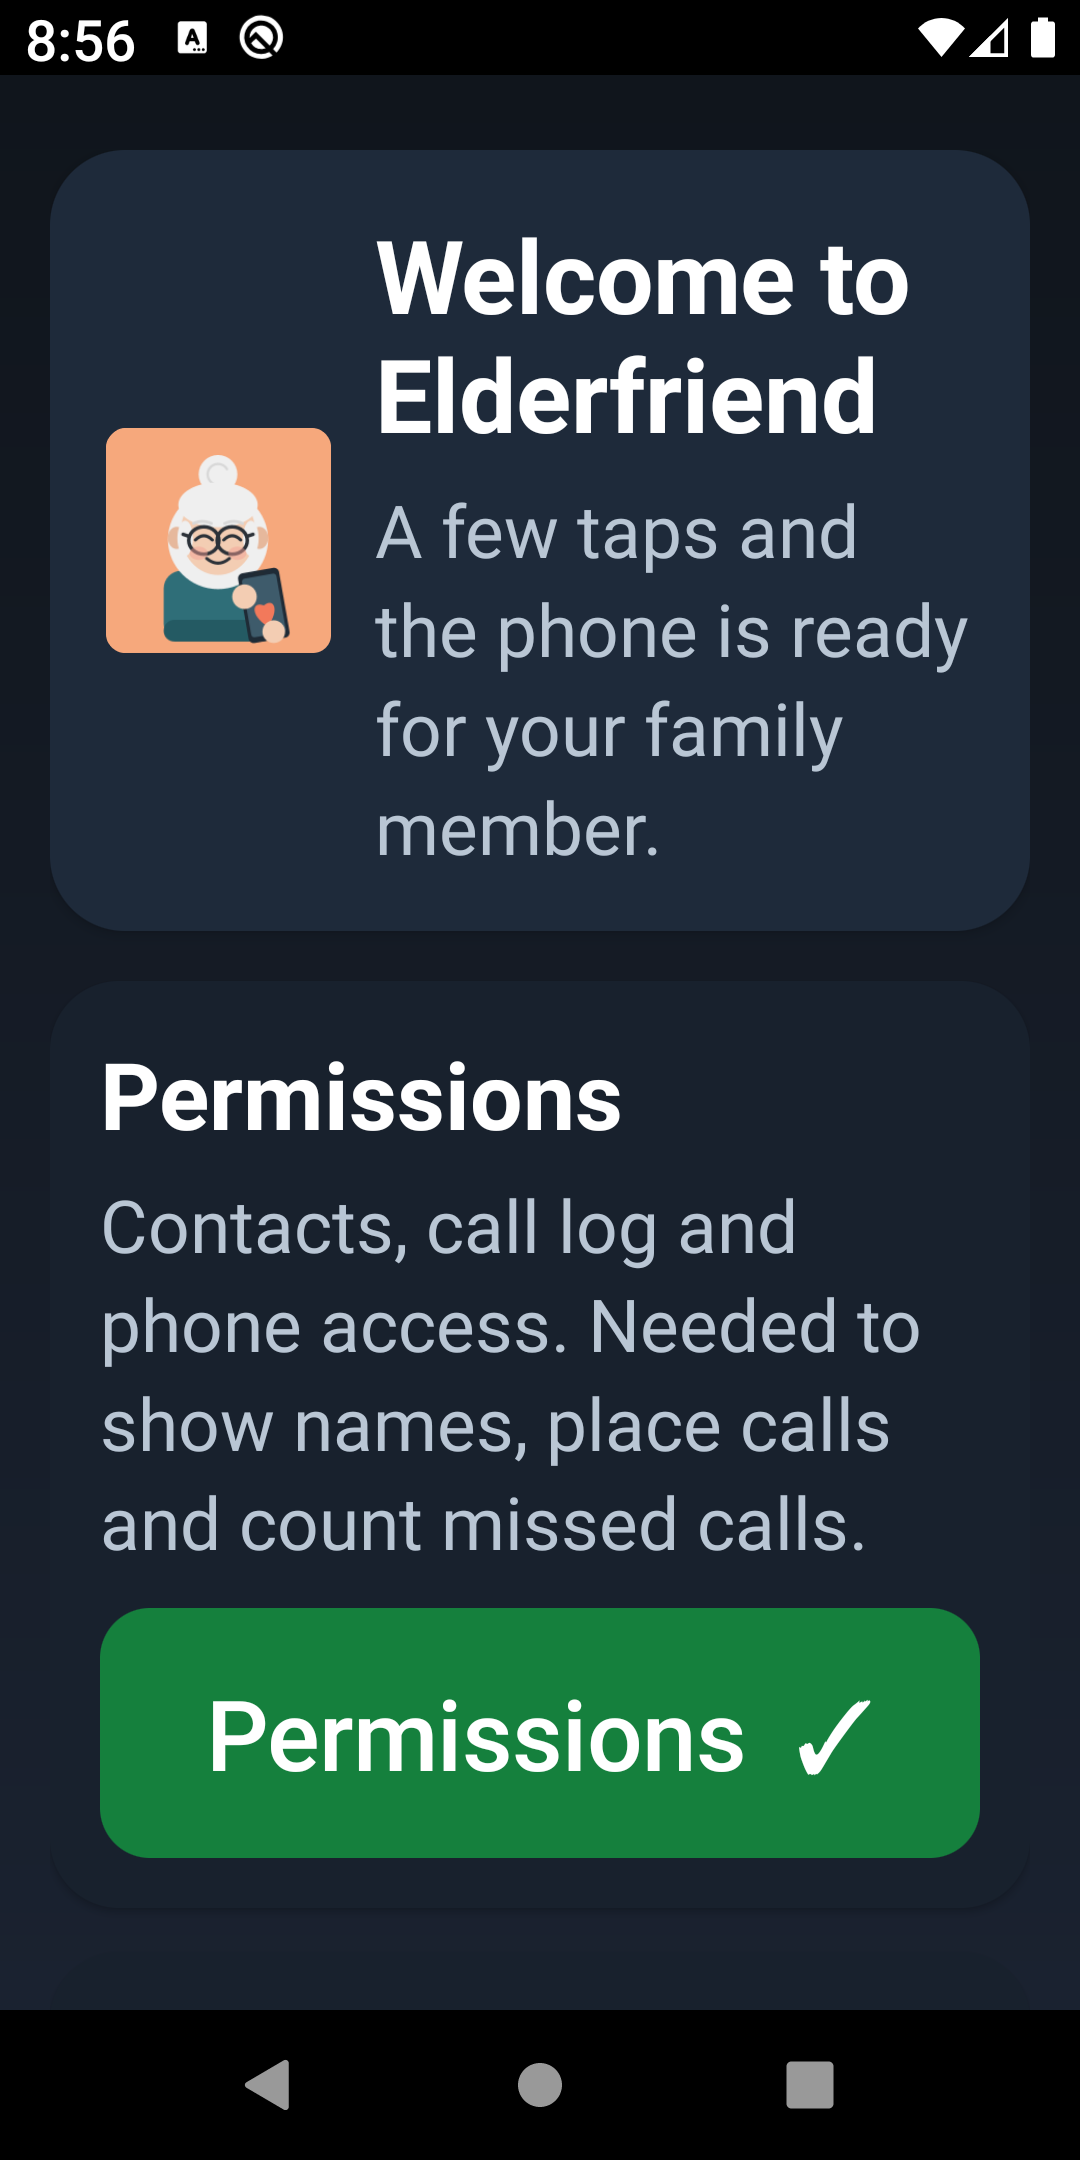 8:56
Welcome to
Elderfriend
A few taps and
the phone is ready
for your family
member.
Permissions
Contacts, call log and
phone access. Needed to
show names, place calls
and count missed calls.
Permissions ✓